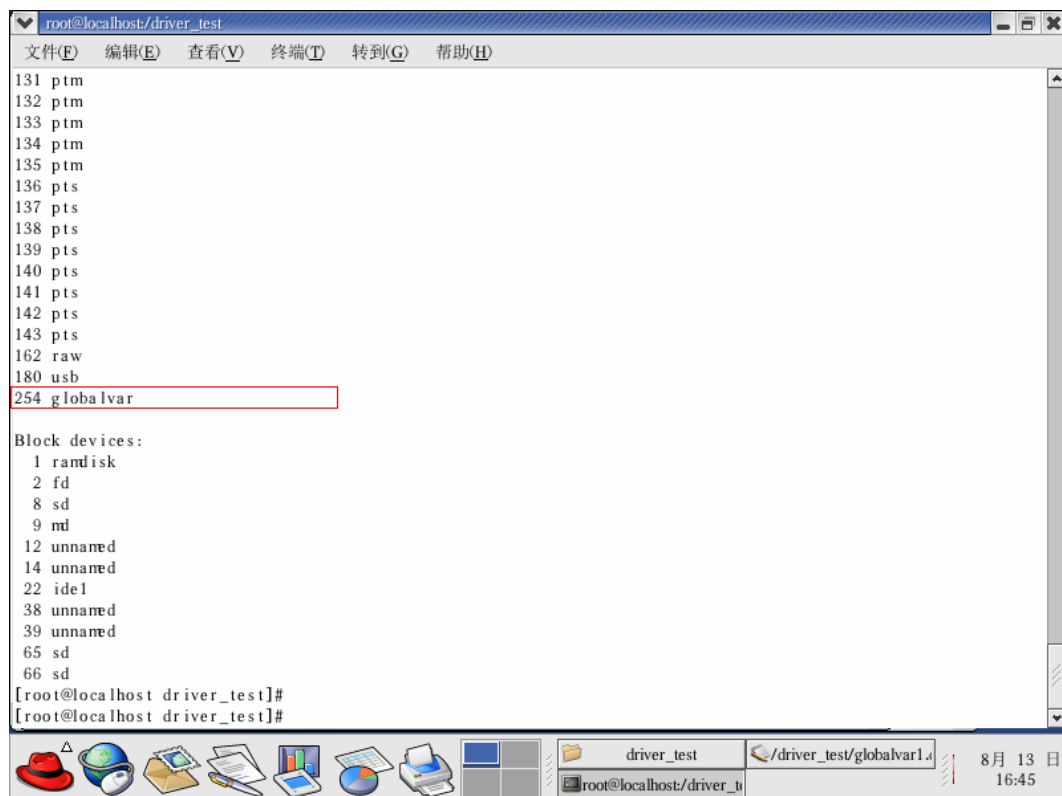 root@localhost:/driver_test
文件(F) 编辑(E) 查看(V) 终端(T) 转到(G) 帮助(H)
131 ptm
132 ptm
133 ptm
134 ptm
135 ptm
136 pts
137 pts
138 pts
139 pts
140 pts
141 pts
142 pts
143 pts
162 raw
180 usb
254 globalvar
Block devices:
1 ramdisk
2 fd
8 sd
9 md
12 unnamed
14 unnamed
22 ide1
38 unnamed
39 unnamed
65 sd
66 sd
[root@localhost driver_test]#
[root@localhost driver_test]#
driver_test
/driver_test/globalvar1.
root@localhost:/driver_te
8月 13 日
16:45